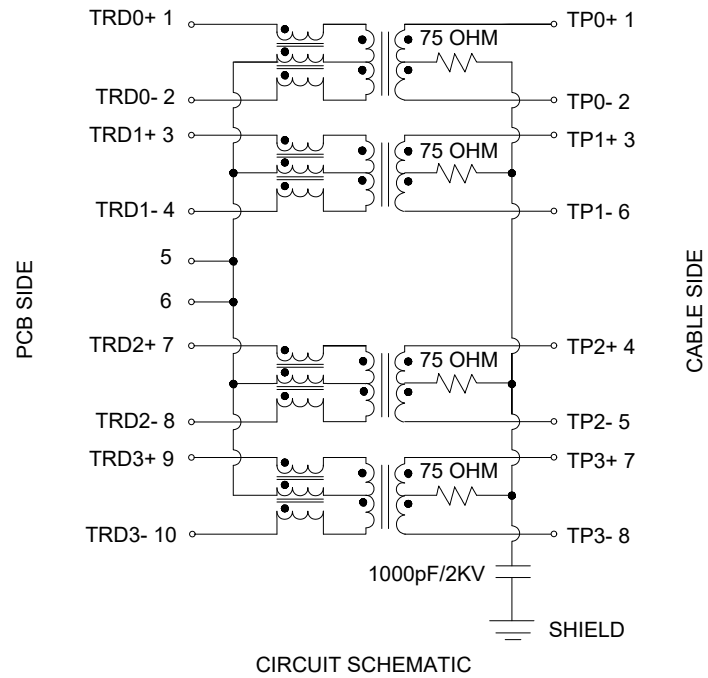 TRD0+ 1
75 OHM
TP0+ 1
TRD0- 2
TP0- 2
TRD1+ 3
75 OHM
TP1+ 3
TRD1- 4
TP1- 6
5
6
PCB SIDE
CABLE SIDE
TRD2+ 7
75 OHM
TP2+ 4
TRD2- 8
TP2- 5
TRD3+ 9
75 OHM
TP3+ 7
TRD3- 10
TP3- 8
1000pF/2KV
SHIELD
CIRCUIT SCHEMATIC